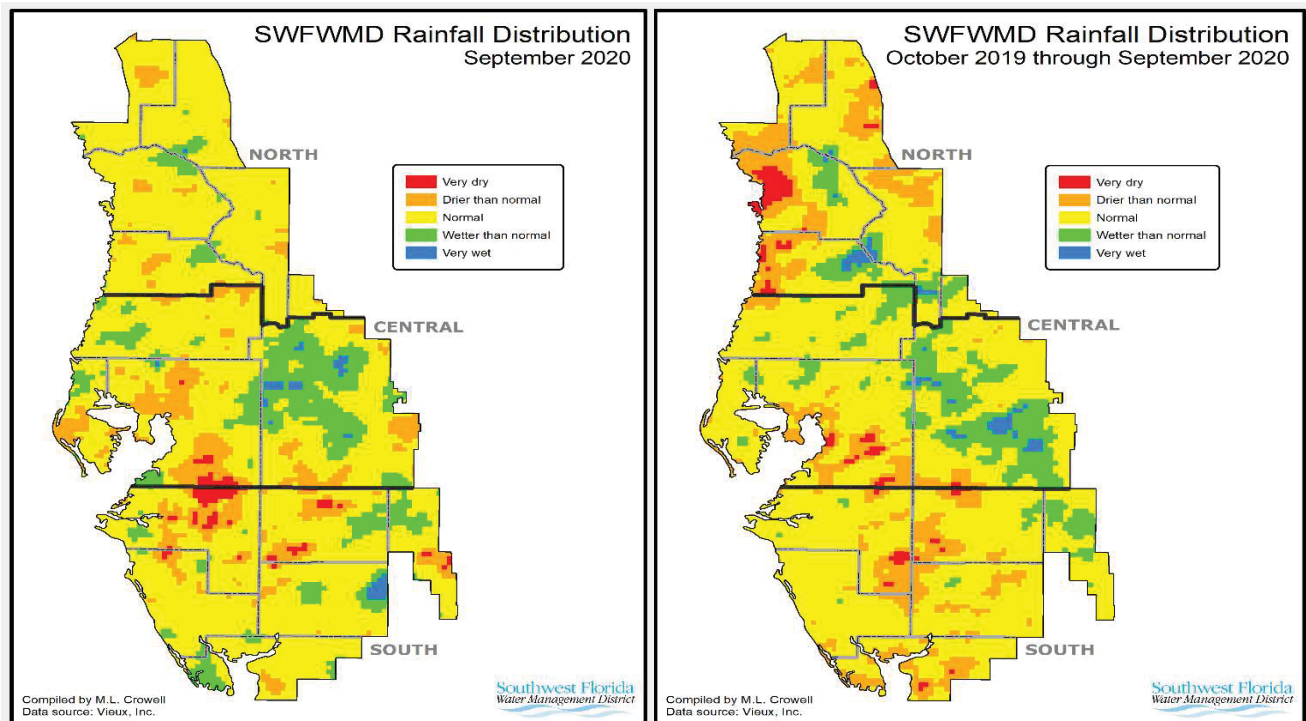 SWFWMD Rainfall Distribution
September 2020
NORTH
Very dry
Drier than normal
Normal
Wetter than normal
Very wet
CENTRAL
SOUTH
Compiled by M.L. Crowell
Data source: Vieux, Inc.
Southwest Florida
Water Management District
SWFWMD Rainfall Distribution
October 2019 through September 2020
NORTH
Very dry
Drier than normal
Normal
Wetter than normal
Very wet
CENTRAL
SOUTH
Compiled by M.L. Crowell
Data source: Vieux, Inc.
Southwest Florida
Water Management District